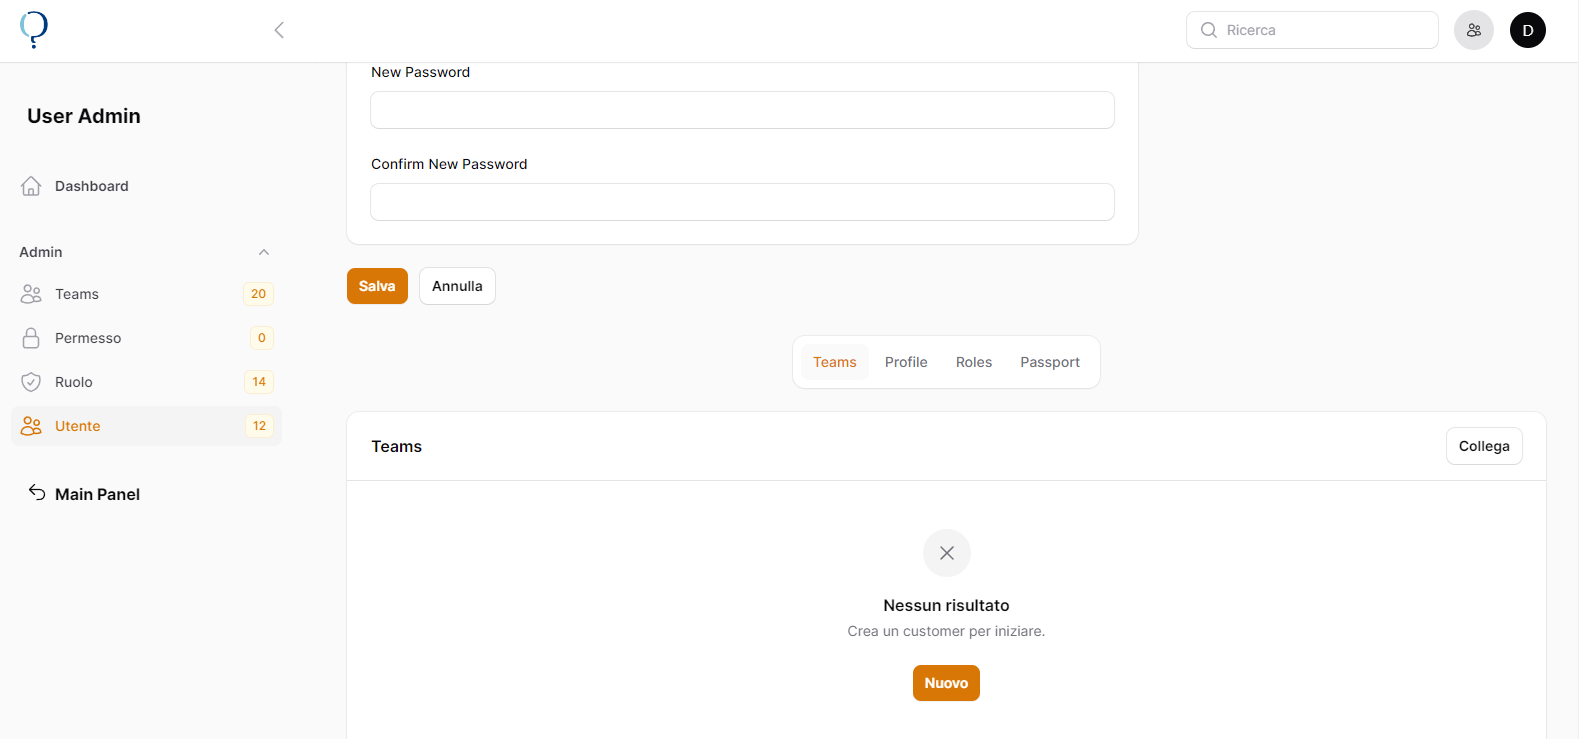 Ricerca
D
User Admin
Dashboard
Admin
Teams 20
Permesso 0
Ruolo 14
Utente 12
Main Panel
New Password
Confirm New Password
Salva Annulla
Teams Profile Roles Passport
Teams Collega
Nessun risultato
Crea un customer per iniziare.
Nuovo